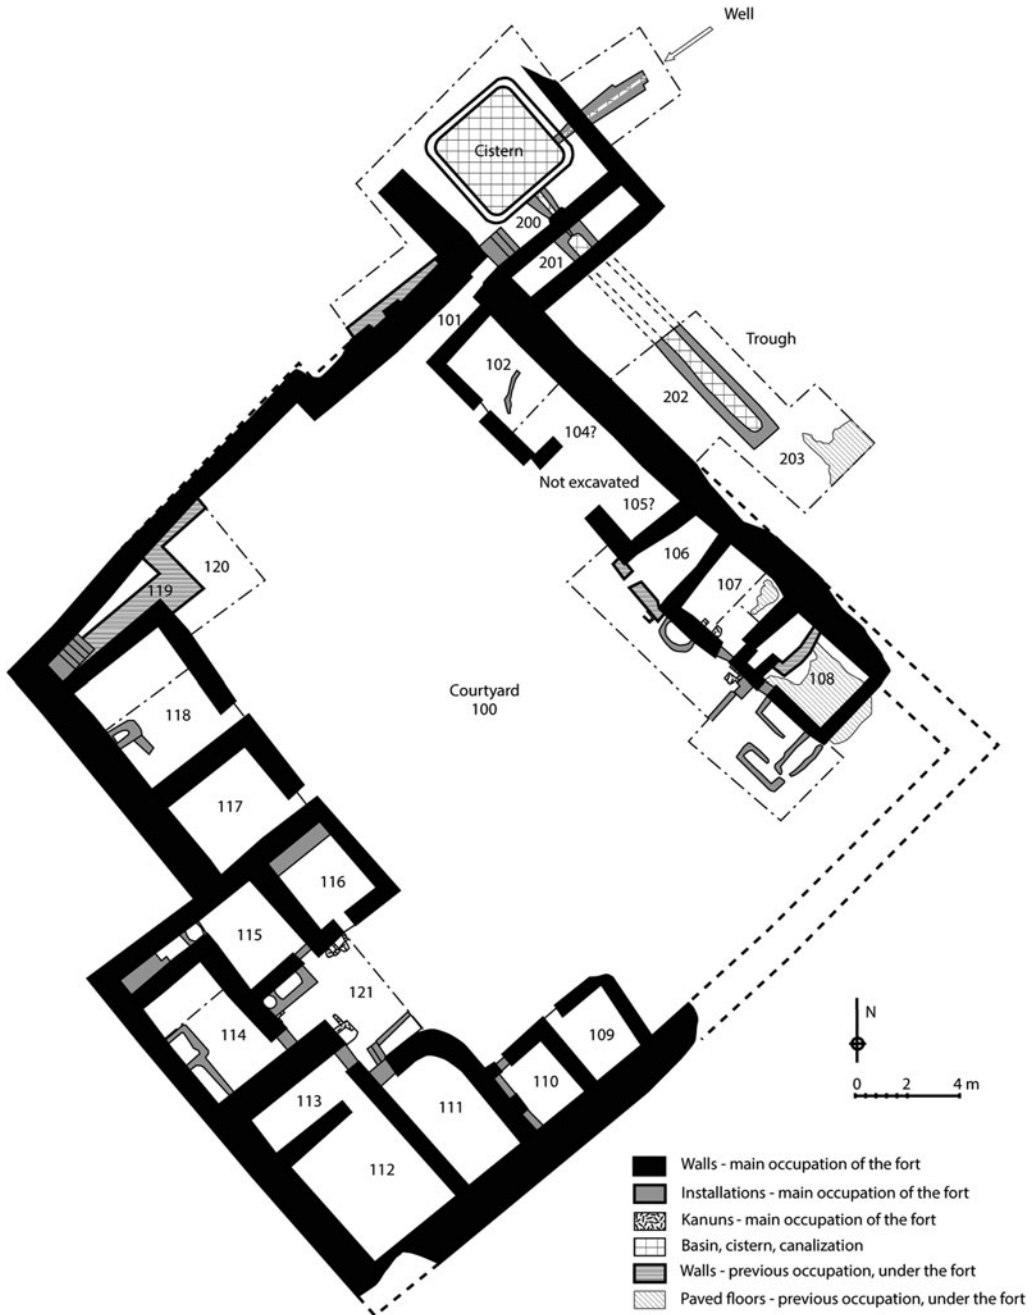 Well
Cistern
200
201
101
102
Trough
202
104?
203
Not excavated
105?
106
107
120
119
108
Courtyard
100
118
117
116
115
121
114
109
110
113
111
112
N
0 2 4 m
Walls - main occupation of the fort
Installations - main occupation of the fort
Kanuns - main occupation of the fort
Basin, cistern, canalization
Walls - previous occupation, under the fort
Paved floors - previous occupation, under the fort